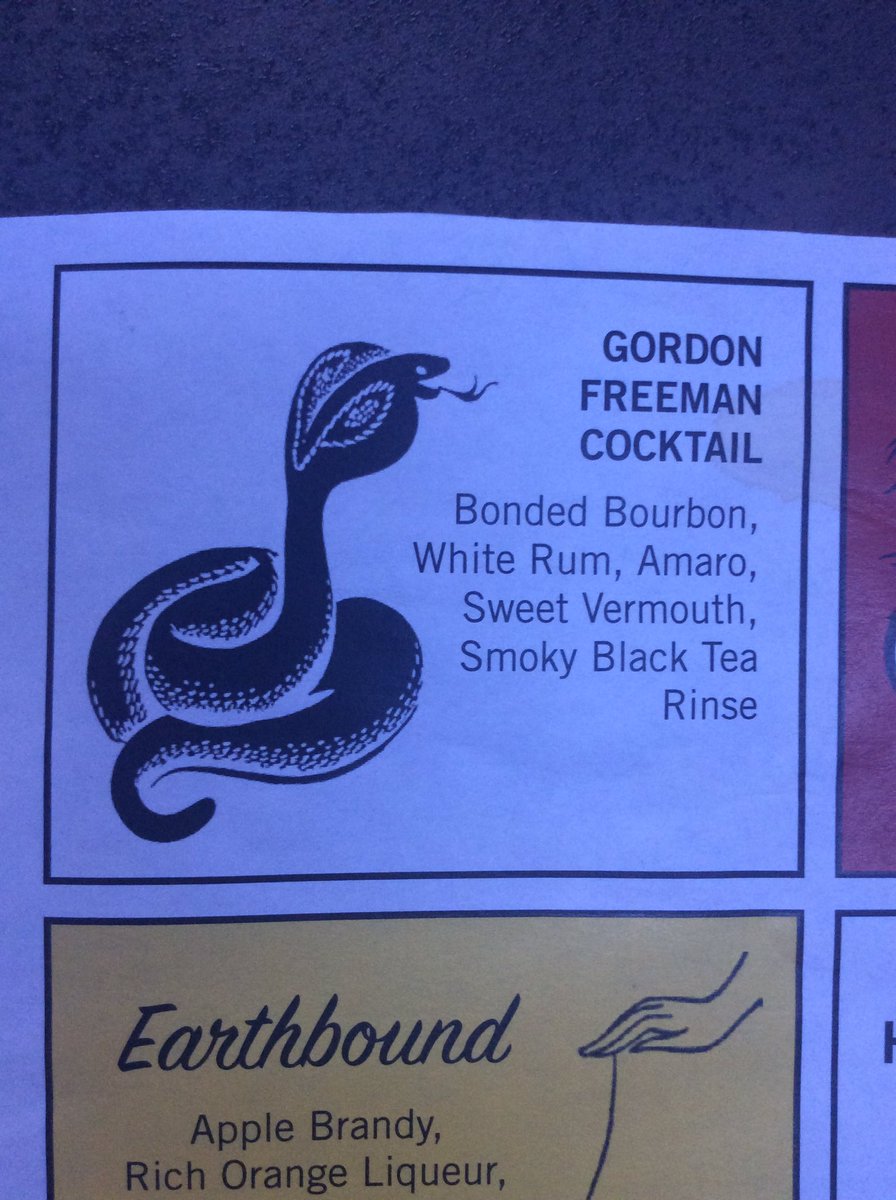 GORDON
FREEMAN
COCKTAIL
Bonded Bourbon,
White Rum, Amaro,
Sweet Vermouth,
Smoky Black Tea
Rinse
Earthbound
Apple Brandy,
Rich Orange Liqueur,